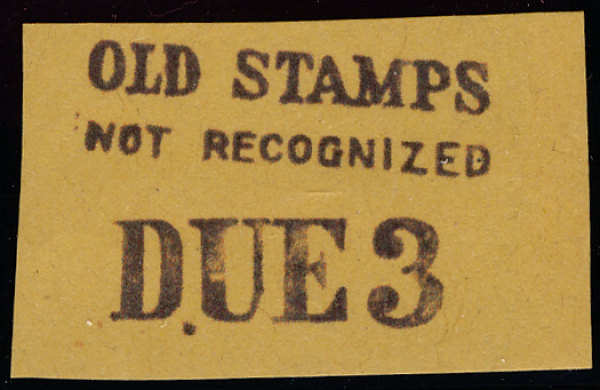 OLD STAMPS
NOT RECOGNIZED
DUE 3